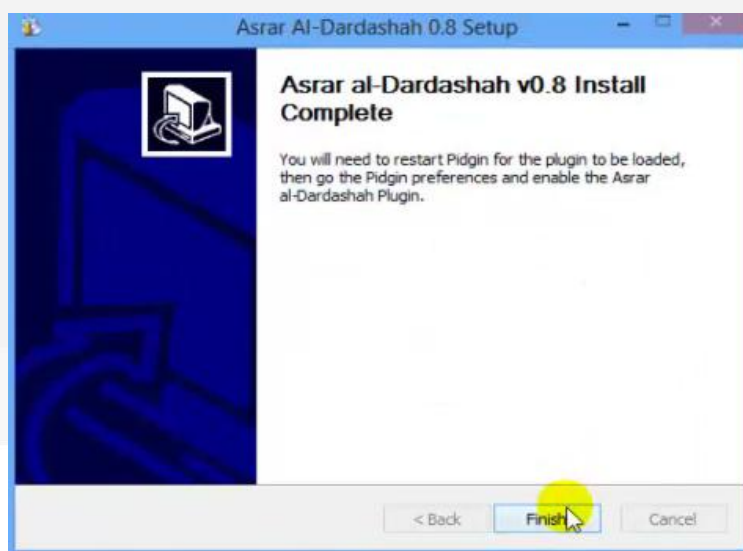 Asrar Al-Dardashah 0.8 Setup
Asrar al-Dardashah v0.8 Install
Complete
You will need to restart Pidgin for the plugin to be loaded,
then go the Pidgin preferences and enable the Asrar
al-Dardashah Plugin.
< Back Finish Cancel